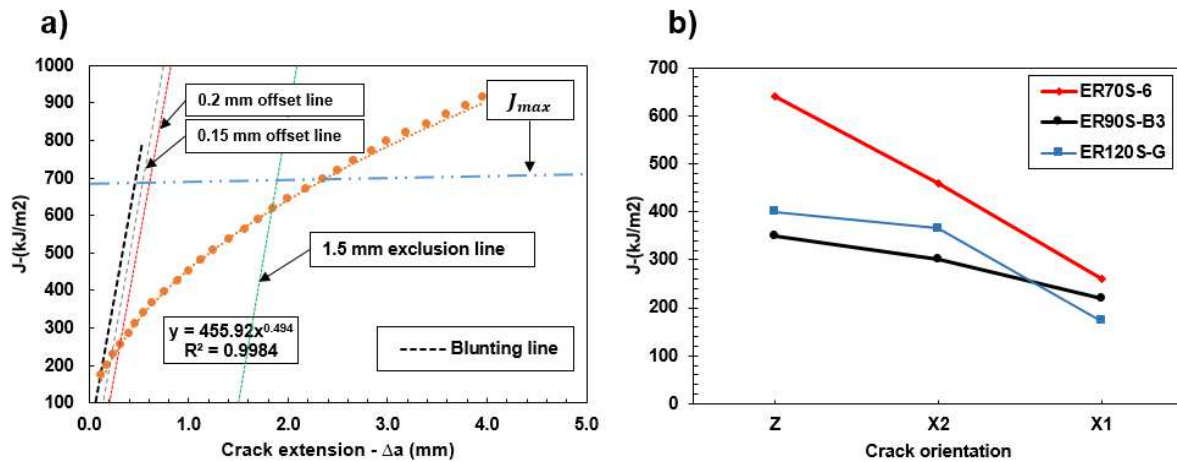 a)
1000
900
800
700
600
500
400
300
200
100
J-(kJ/m2)
0.2 mm offset line
0.15 mm offset line
J_max
1.5 mm exclusion line
y = 455.92x^0.494
R² = 0.9984
Blunting line
0.0 1.0 2.0 3.0 4.0 5.0
Crack extension - Δa (mm)
b)
700
600
500
400
300
200
100
0
J-(kJ/m2)
ER70S-6
ER90S-B3
ER120S-G
Z X2 X1
Crack orientation